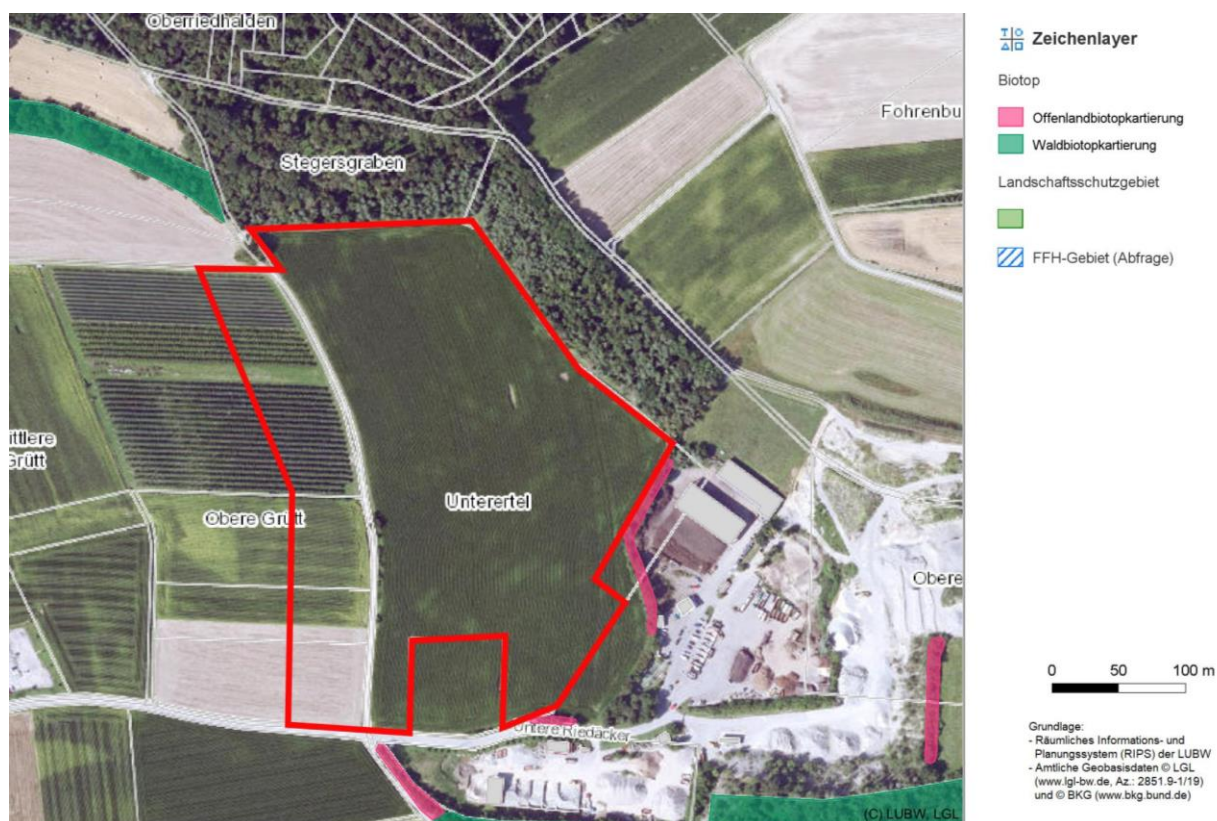 Oberriedhalden
Stegersgraben
Fohrenbu
ittlere
Grütt
Obere Grütt
Unterertel
Obere
Untere Riedäcker
(C) LUBW, LGL
Zeichenlayer
Biotop
Offenlandbiotopkartierung
Waldbiotopkartierung
Landschaftsschutzgebiet
FFH-Gebiet (Abfrage)
0 50 100 m
Grundlage:
- Räumliches Informations- und
Planungssystem (RIPS) der LUBW
- Amtliche Geobasisdaten © LGL
(www.lgl-bw.de, Az.: 2851.9-1/19)
und © BKG (www.bkg.bund.de)